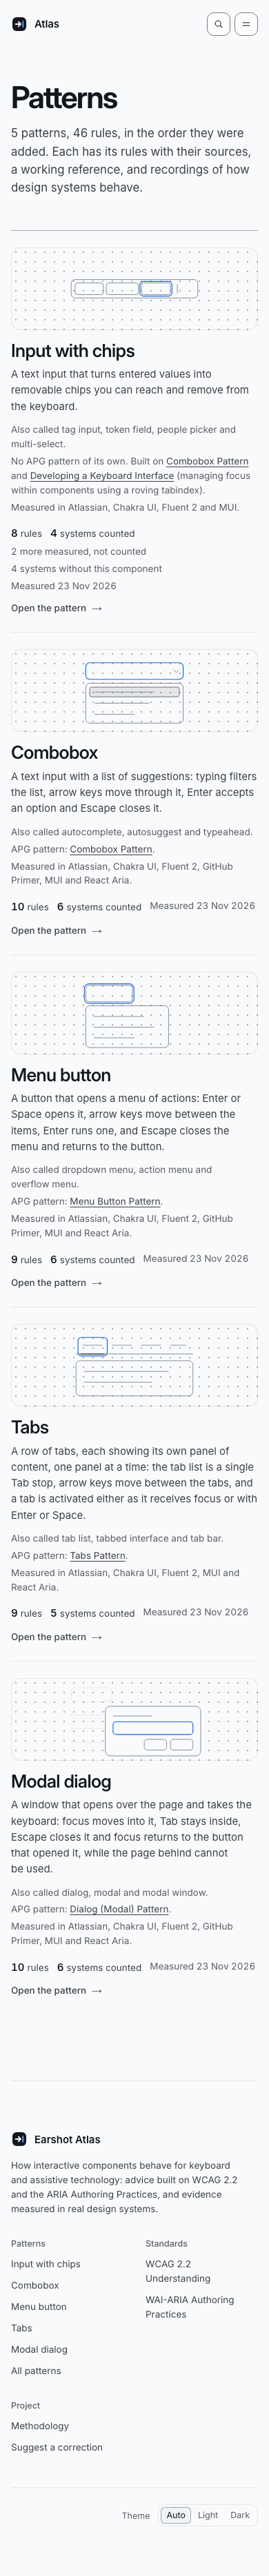 Atlas
Patterns
5 patterns, 46 rules, in the order they were
added. Each has its rules with their sources,
a working reference, and recordings of how
design systems behave.
Input with chips
A text input that turns entered values into
removable chips you can reach and remove from
the keyboard.
Also called tag input, token field, people picker and
multi-select.
No APG pattern of its own. Built on Combobox Pattern
and Developing a Keyboard Interface (managing focus
within components using a roving tabindex).
Measured in Atlassian, Chakra UI, Fluent 2 and MUI.
8 rules 4 systems counted
2 more measured, not counted
4 systems without this component
Measured 23 Nov 2026
Open the pattern →
Combobox
A text input with a list of suggestions: typing filters
the list, arrow keys move through it, Enter accepts
an option and Escape closes it.
Also called autocomplete, autosuggest and typeahead.
APG pattern: Combobox Pattern.
Measured in Atlassian, Chakra UI, Fluent 2, GitHub
Primer, MUI and React Aria.
10 rules 6 systems counted Measured 23 Nov 2026
Open the pattern →
Menu button
A button that opens a menu of actions: Enter or
Space opens it, arrow keys move between the
items, Enter runs one, and Escape closes the
menu and returns to the button.
Also called dropdown menu, action menu and
overflow menu.
APG pattern: Menu Button Pattern.
Measured in Atlassian, Chakra UI, Fluent 2, GitHub
Primer, MUI and React Aria.
9 rules 6 systems counted Measured 23 Nov 2026
Open the pattern →
Tabs
A row of tabs, each showing its own panel of
content, one panel at a time: the tab list is a single
Tab stop, arrow keys move between the tabs, and
a tab is activated either as it receives focus or with
Enter or Space.
Also called tab list, tabbed interface and tab bar.
APG pattern: Tabs Pattern.
Measured in Atlassian, Chakra UI, Fluent 2, MUI and
React Aria.
9 rules 5 systems counted Measured 23 Nov 2026
Open the pattern →
Modal dialog
A window that opens over the page and takes the
keyboard: focus moves into it, Tab stays inside,
Escape closes it and focus returns to the button
that opened it, while the page behind cannot
be used.
Also called dialog, modal and modal window.
APG pattern: Dialog (Modal) Pattern.
Measured in Atlassian, Chakra UI, Fluent 2, GitHub
Primer, MUI and React Aria.
10 rules 6 systems counted Measured 23 Nov 2026
Open the pattern →
Earshot Atlas
How interactive components behave for keyboard
and assistive technology: advice built on WCAG 2.2
and the ARIA Authoring Practices, and evidence
measured in real design systems.
Patterns
Input with chips
Combobox
Menu button
Tabs
Modal dialog
All patterns
Standards
WCAG 2.2
Understanding
WAI-ARIA Authoring
Practices
Project
Methodology
Suggest a correction
Theme Auto Light Dark